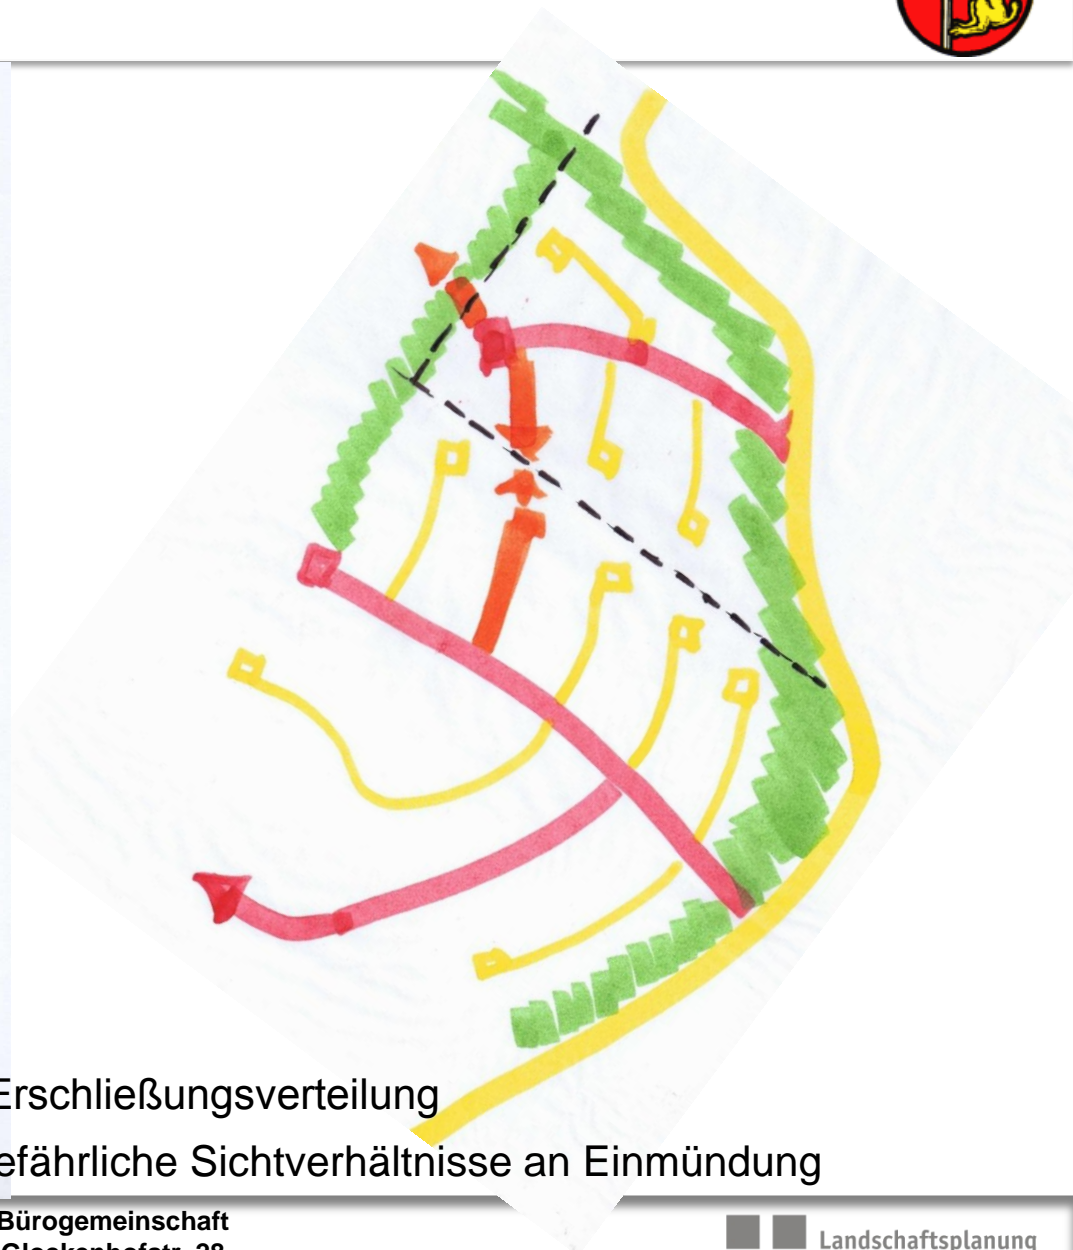 Erschließungsverteilung
efährliche Sichtverhältnisse an Einmündung
Bürogemeinschaft
Landschaftsplanung